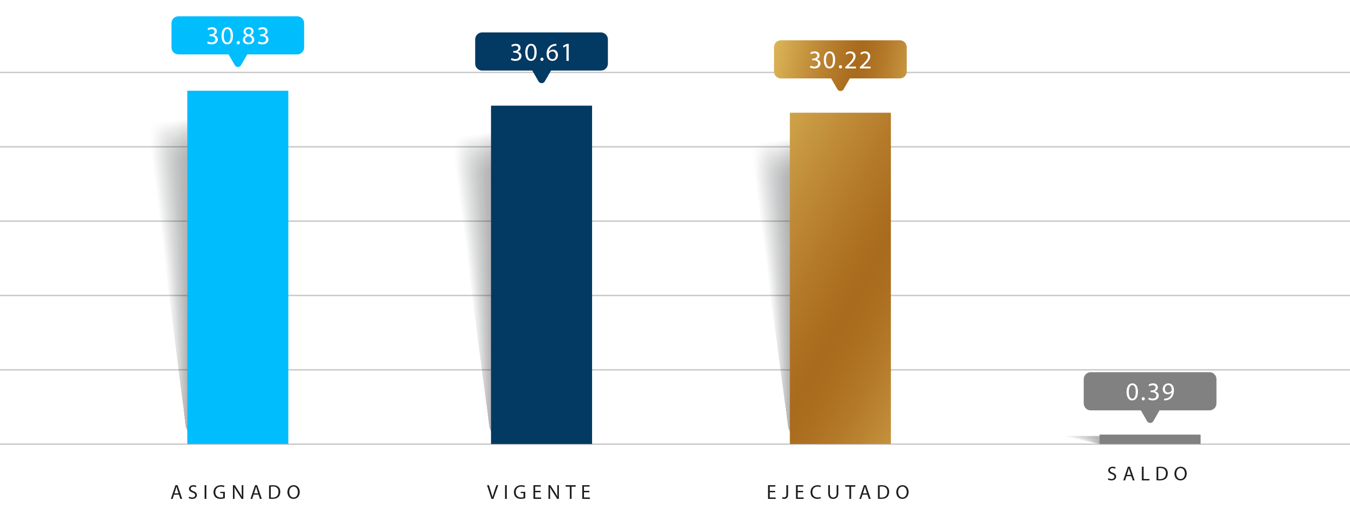 30.83
30.61
30.22
0.39
ASIGNADO
VIGENTE
EJECUTADO
SALDO